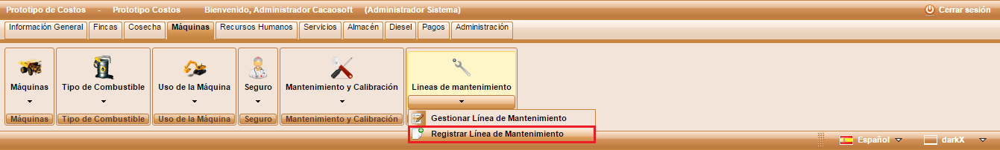 Prototipo de Costos - Prototipo Costos Bienvenido, Administrador Cacaosoft (Administrador Sistema) Cerrar sesión
Información General Fincas Cosecha Máquinas Recursos Humanos Servicios Almacén Diesel Pagos Administración
Máquinas Tipo de Combustible Uso de la Máquina Seguro Mantenimiento y Calibración Lineas de mantenimiento
Máquinas Tipo de Combustible Uso de la Máquina Seguro Mantenimiento y Calibración
Gestionar Línea de Mantenimiento
Registrar Línea de Mantenimiento
Español darkX